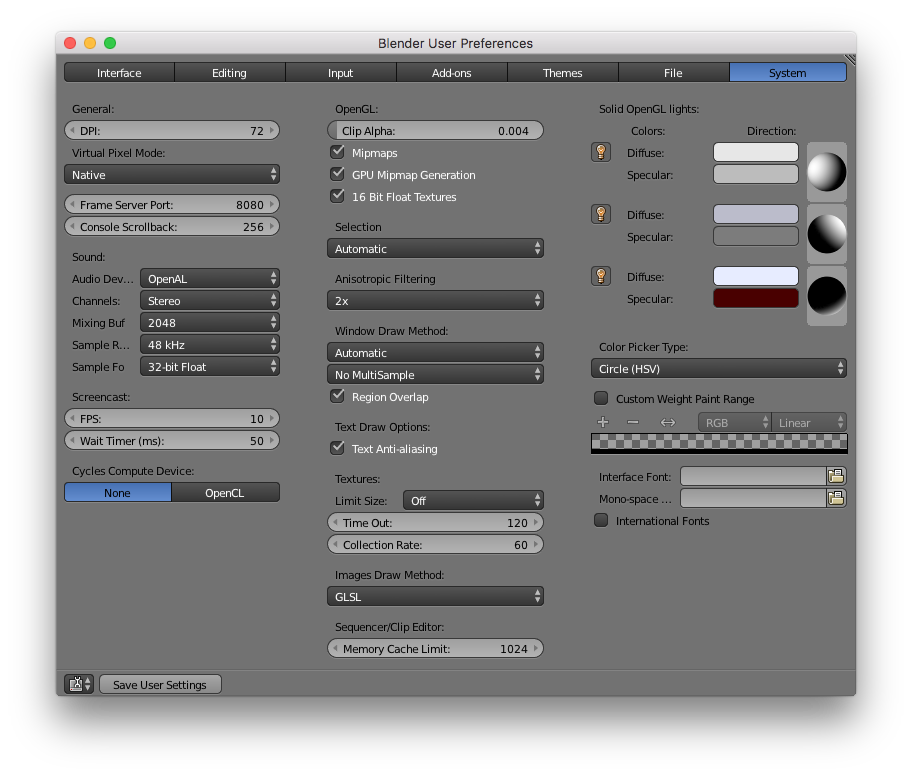 Blender User Preferences
Interface Editing Input Add-ons Themes File System
General:
DPI: 72
Virtual Pixel Mode:
Native
Frame Server Port: 8080
Console Scrollback: 256
Sound:
Audio Dev... OpenAL
Channels: Stereo
Mixing Buf 2048
Sample R... 48 kHz
Sample Fo 32-bit Float
Screencast:
FPS: 10
Wait Timer (ms): 50
Cycles Compute Device:
None OpenCL
OpenGL:
Clip Alpha: 0.004
Mipmaps
GPU Mipmap Generation
16 Bit Float Textures
Selection
Automatic
Anisotropic Filtering
2x
Window Draw Method:
Automatic
No MultiSample
Region Overlap
Text Draw Options:
Text Anti-aliasing
Textures:
Limit Size: Off
Time Out: 120
Collection Rate: 60
Images Draw Method:
GLSL
Sequencer/Clip Editor:
Memory Cache Limit: 1024
Solid OpenGL lights:
Colors: Direction:
Diffuse:
Specular:
Diffuse:
Specular:
Diffuse:
Specular:
Color Picker Type:
Circle (HSV)
Custom Weight Paint Range
RGB Linear
Interface Font:
Mono-space ...
International Fonts
Save User Settings